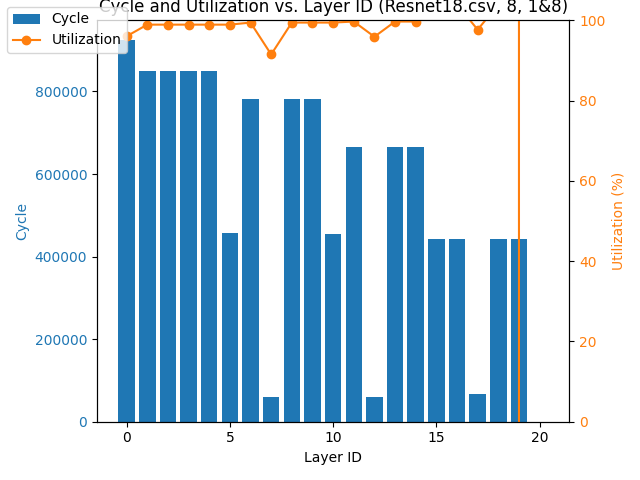 Cycle and Utilization vs. Layer ID (Resnet18.csv, 8, 1&8)
Cycle
Utilization
100
80
60
40
20
0
800000
600000
400000
200000
0
Cycle
Utilization (%)
0 5 10 15 20
Layer ID